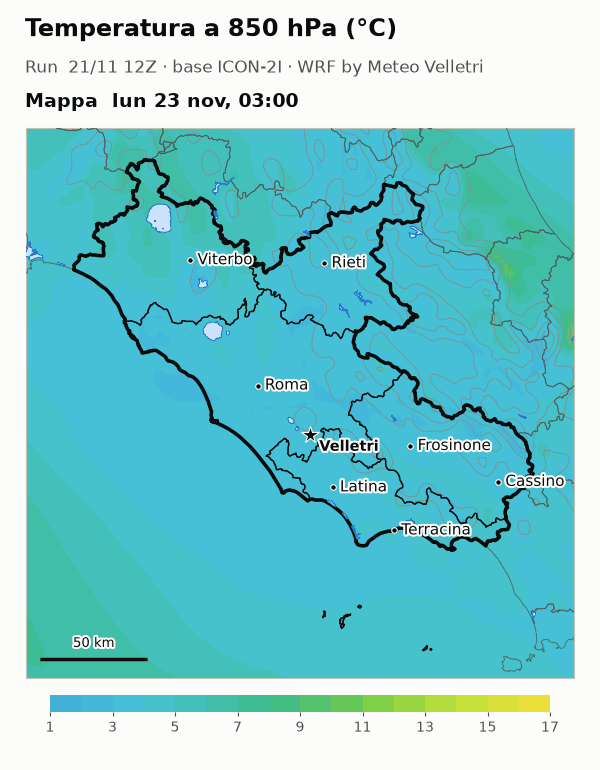 Temperatura a 850 hPa (°C)
Run  21/11 12Z · base ICON-2I · WRF by Meteo Velletri
Mappa  lun 23 nov, 03:00
Viterbo
Rieti
Roma
Velletri
Frosinone
Cassino
Latina
Terracina
50 km
1 3 5 7 9 11 13 15 17